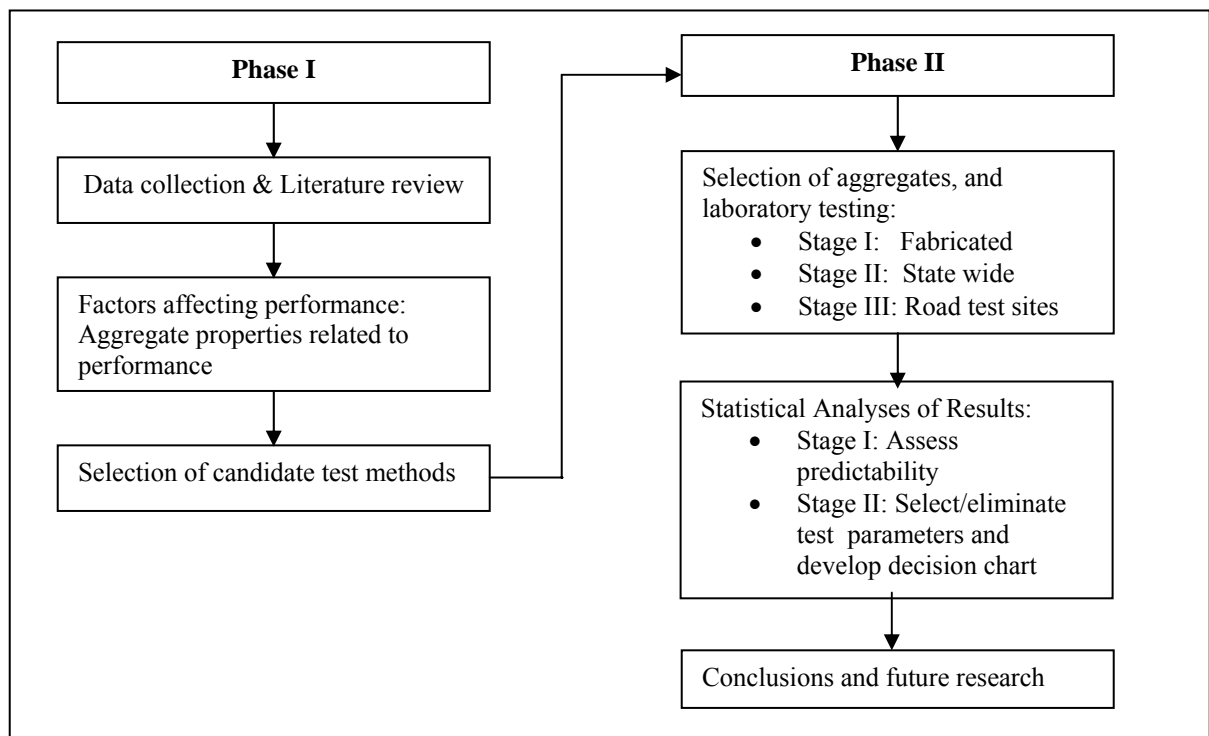 Phase I
Data collection & Literature review
Factors affecting performance:
Aggregate properties related to
performance
Selection of candidate test methods
Phase II
Selection of aggregates, and
laboratory testing:
• Stage I: Fabricated
• Stage II: State wide
• Stage III: Road test sites
Statistical Analyses of Results:
• Stage I: Assess
predictability
• Stage II: Select/eliminate
test parameters and
develop decision chart
Conclusions and future research